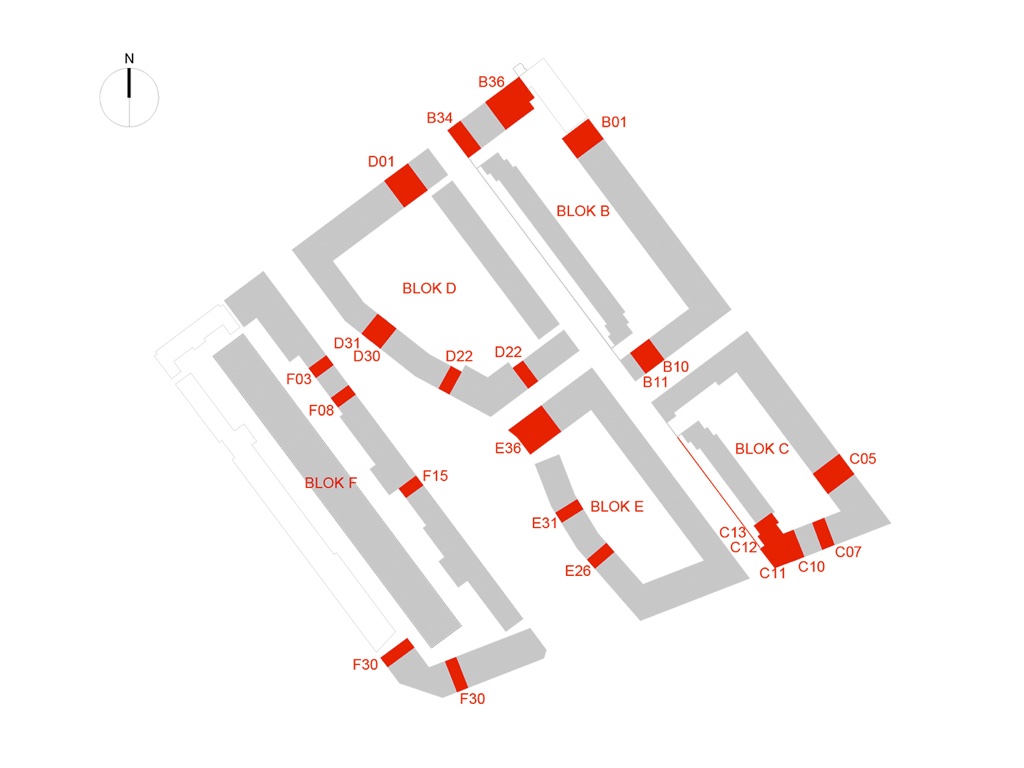 N
B36
B34
B01
D01
BLOK B
BLOK D
D31
D30
D22
D22
B10
B11
F03
F08
E36
BLOK C
C05
F15
BLOK F
BLOK E
E31
C13
C12
C07
C10
C11
E26
F30
F30